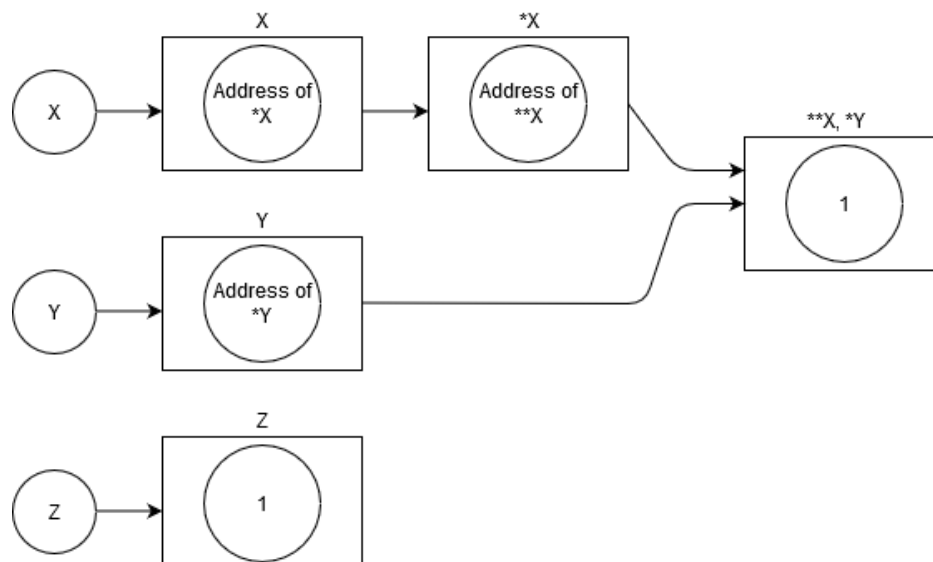 X
*X
X
Address of
*X
Address of
**X
**X, *Y
1
Y
Y
Address of
*Y
Z
Z
1